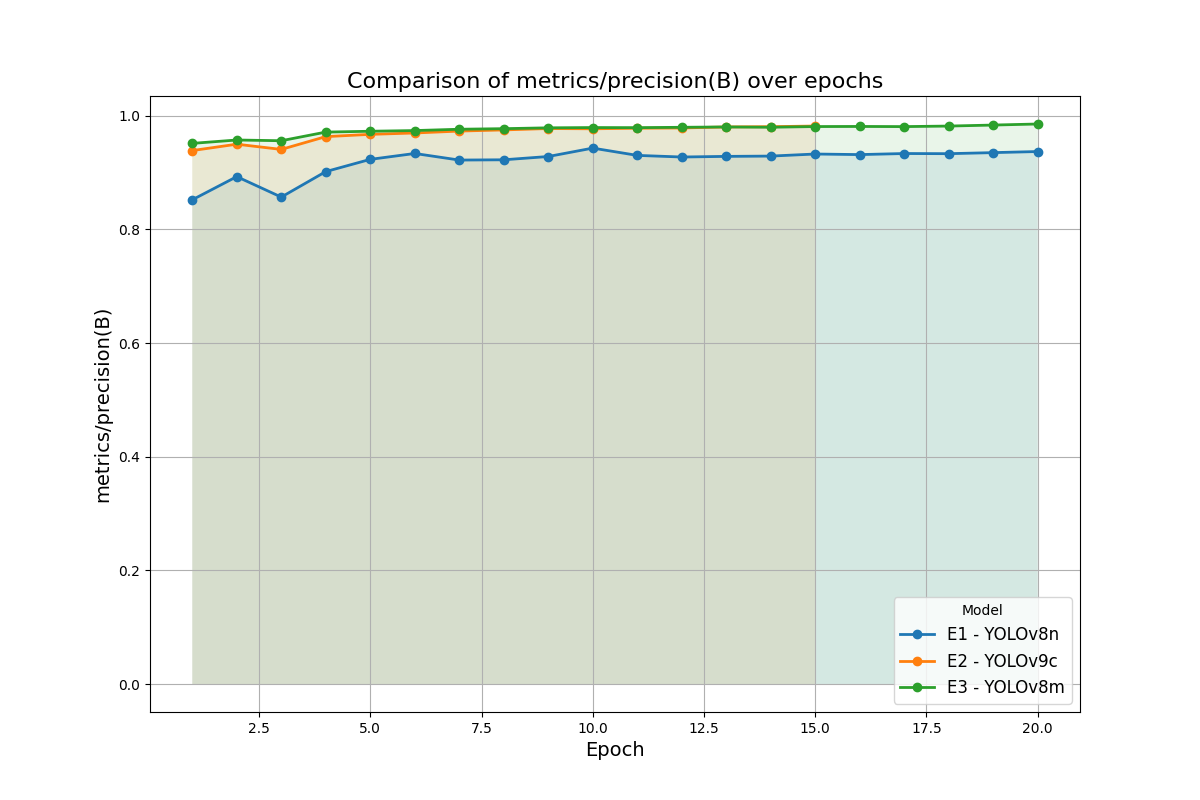 Comparison of metrics/precision(B) over epochs
1.0
0.8
0.6
0.4
0.2
0.0
metrics/precision(B)
2.5 5.0 7.5 10.0 12.5 15.0 17.5 20.0
Epoch
Model
E1 - YOLOv8n
E2 - YOLOv9c
E3 - YOLOv8m